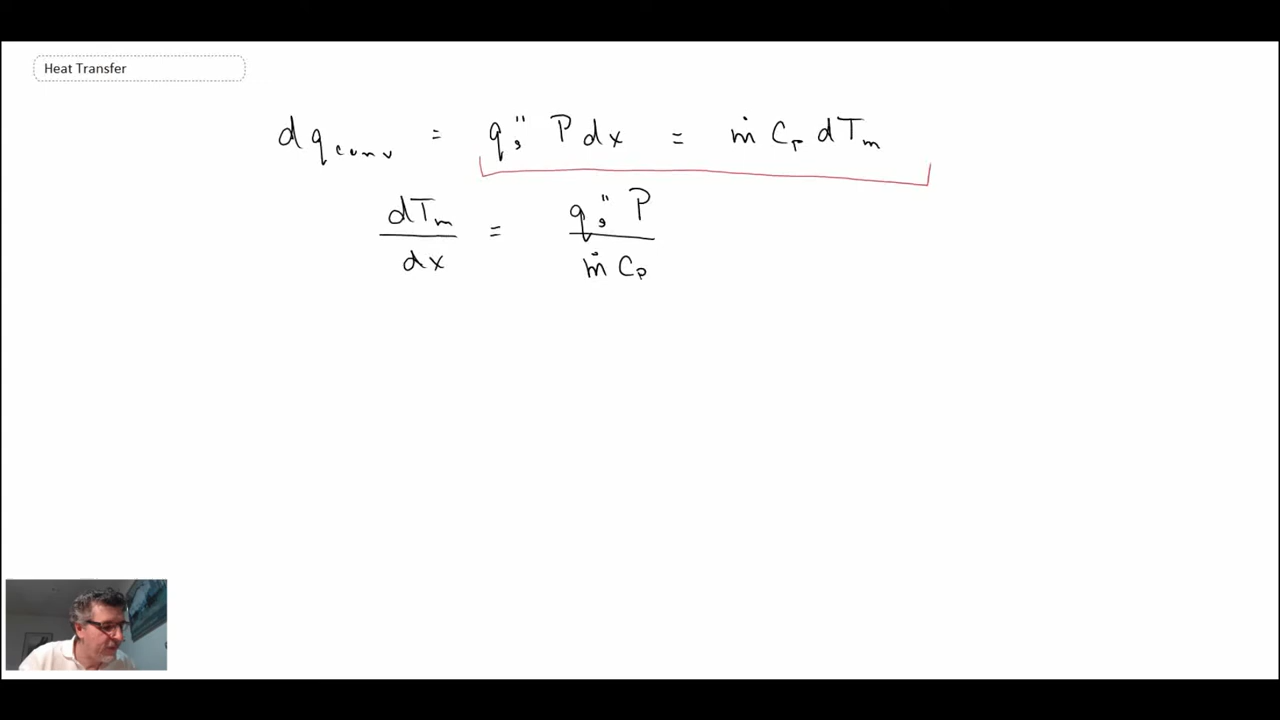 Heat Transfer
dq_conv = q_s'' P dx = ṁ C_p dT_m
dT_m/dx = q_s'' P/ṁ C_p